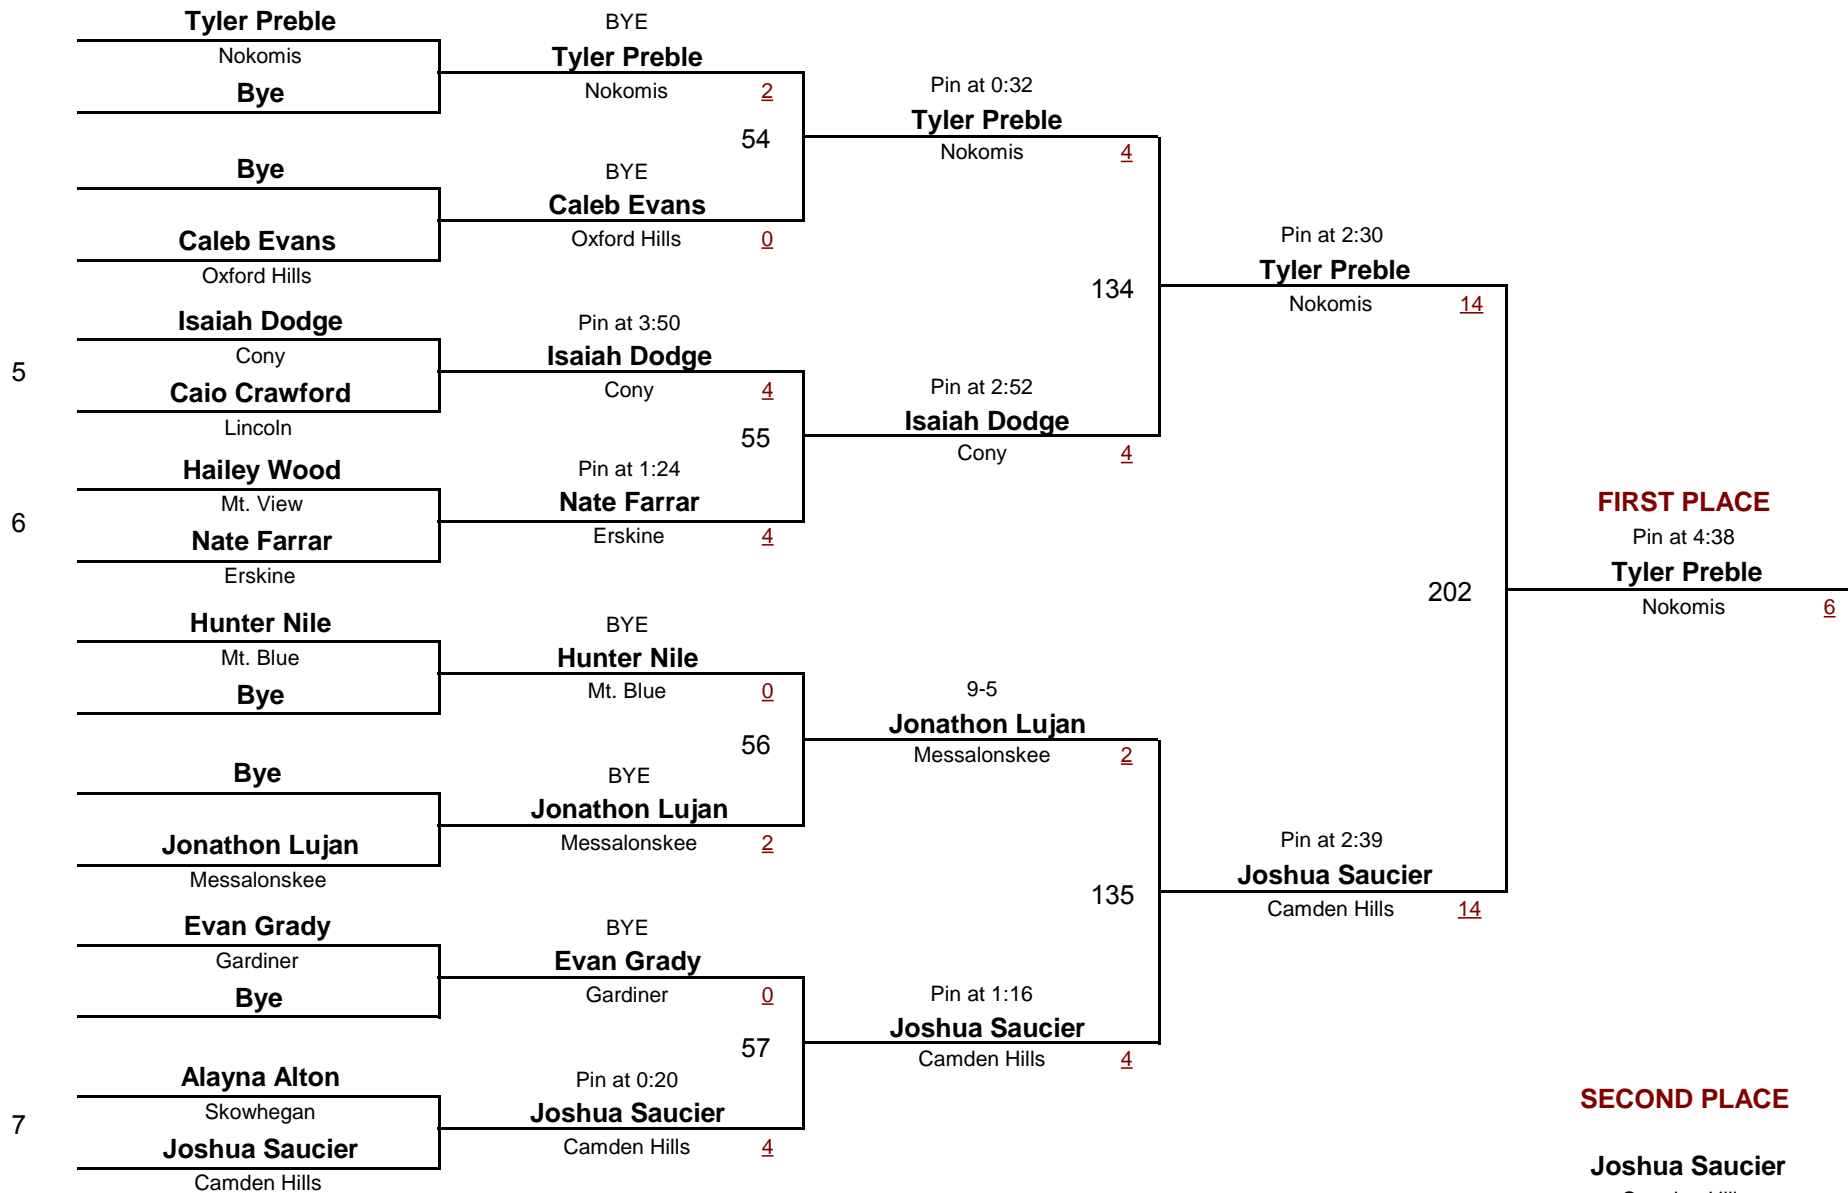 Tyler Preble
Nokomis
Bye
Bye
Caleb Evans
Oxford Hills
5
Isaiah Dodge
Cony
Caio Crawford
Lincoln
6
Hailey Wood
Mt. View
Nate Farrar
Erskine
Hunter Nile
Mt. Blue
Bye
Bye
Jonathon Lujan
Messalonskee
Evan Grady
Gardiner
Bye
7
Alayna Alton
Skowhegan
Joshua Saucier
Camden Hills
BYE
Tyler Preble
Nokomis 2
54
BYE
Caleb Evans
Oxford Hills 0
Pin at 3:50
Isaiah Dodge
Cony 4
55
Pin at 1:24
Nate Farrar
Erskine 4
BYE
Hunter Nile
Mt. Blue 0
56
BYE
Jonathon Lujan
Messalonskee 2
BYE
Evan Grady
Gardiner 0
57
Pin at 0:20
Joshua Saucier
Camden Hills 4
Pin at 0:32
Tyler Preble
Nokomis 4
134
Pin at 2:52
Isaiah Dodge
Cony 4
9-5
Jonathon Lujan
Messalonskee 2
135
Pin at 1:16
Joshua Saucier
Camden Hills 4
Pin at 2:30
Tyler Preble
Nokomis 14
202
Pin at 2:39
Joshua Saucier
Camden Hills 14
FIRST PLACE
Pin at 4:38
Tyler Preble
Nokomis 6
SECOND PLACE
Joshua Saucier